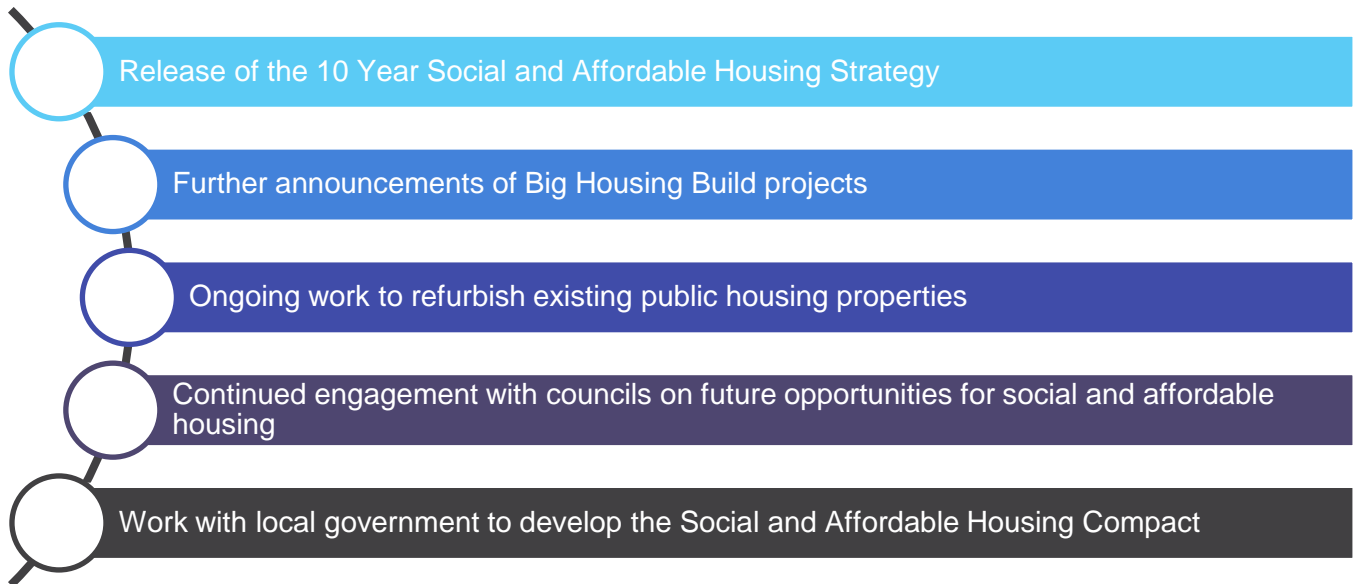 Release of the 10 Year Social and Affordable Housing Strategy
Further announcements of Big Housing Build projects
Ongoing work to refurbish existing public housing properties
Continued engagement with councils on future opportunities for social and affordable
housing
Work with local government to develop the Social and Affordable Housing Compact